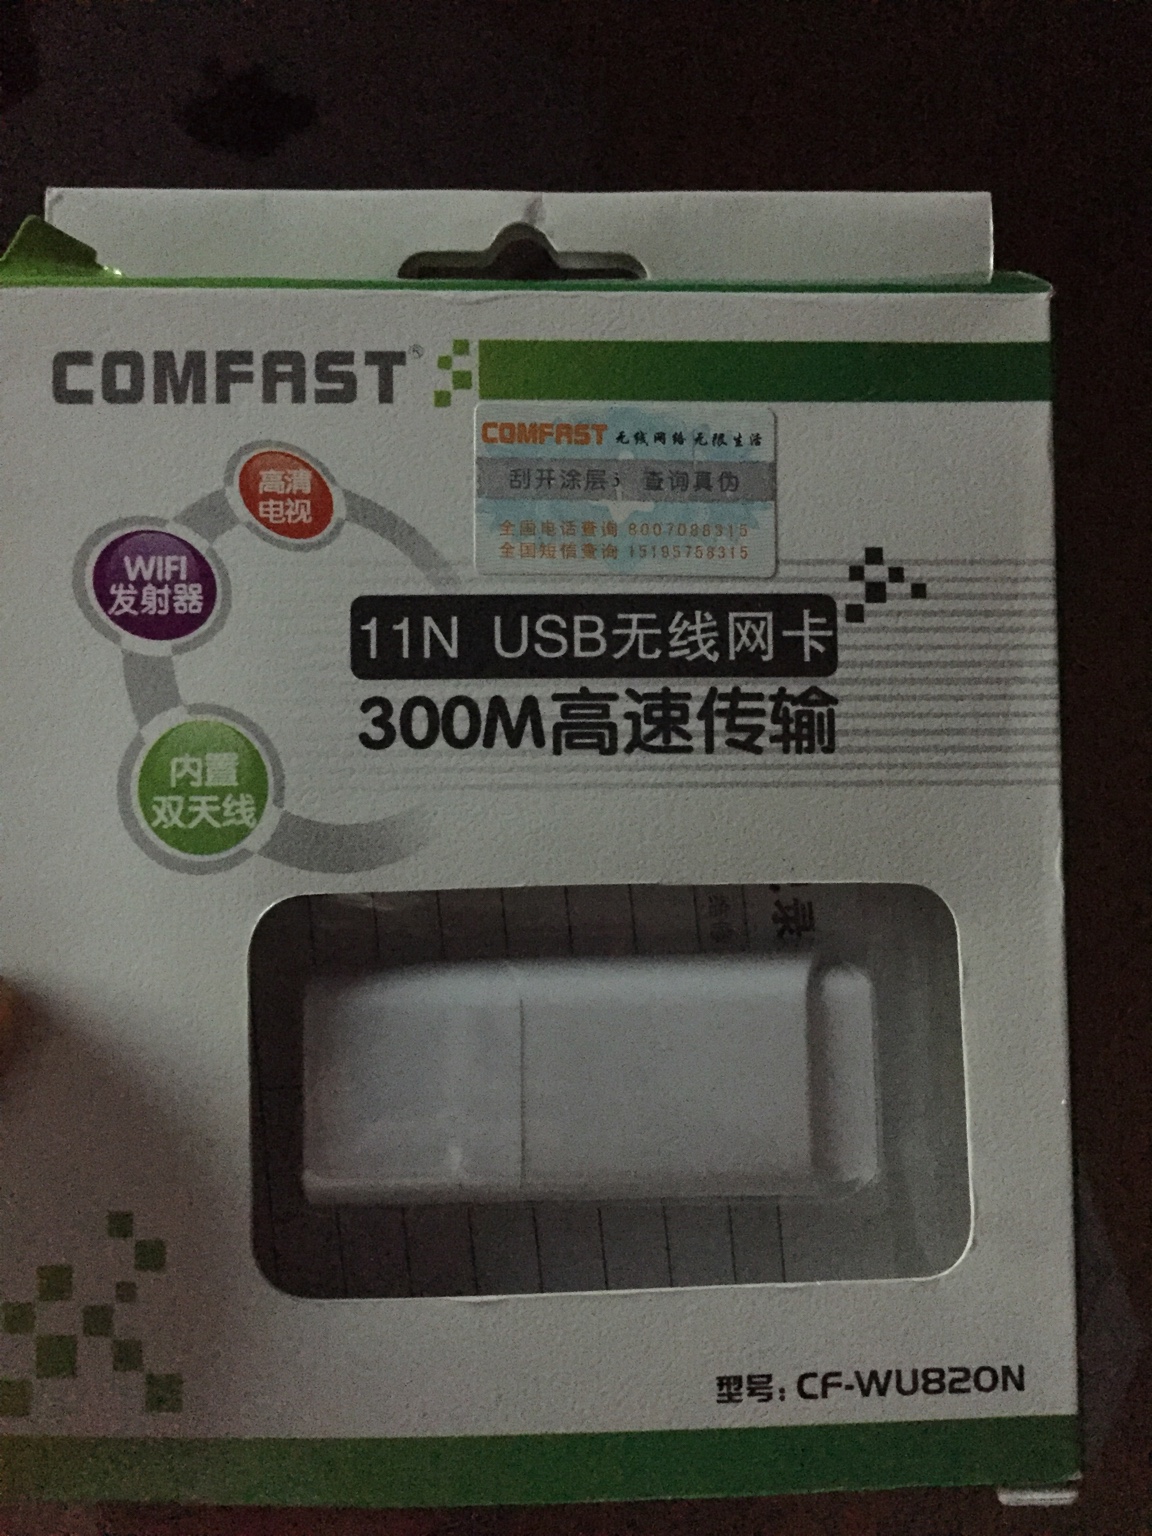 COMFAST®
COMFAST 无线网络 无限生活
刮开涂层 查询真伪
全国电话查询 8007088315
全国短信查询 15195758315
高清
电视
WIFI
发射器
内置
双天线
11N USB无线网卡
300M高速传输
录
型号：CF-WU820N